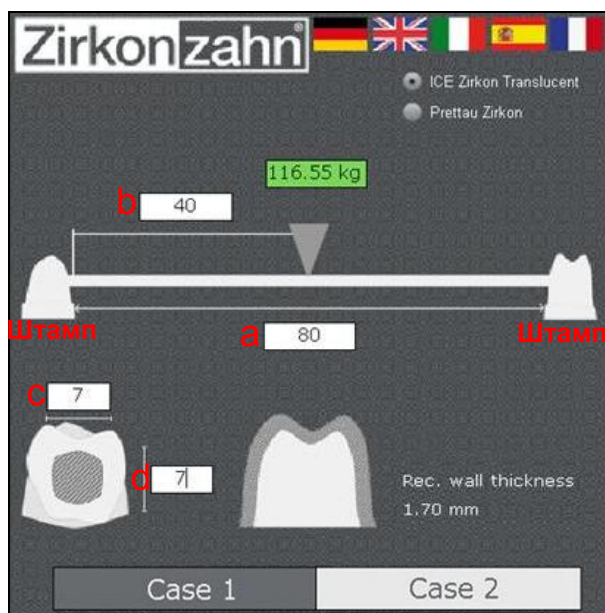 Zirkonzahn®
ICE Zirkon Translucent
Prettau Zirkon
116.55 kg
b 40
Штамп Штамп
a 80
c 7
d 7
Rec. wall thickness
1.70 mm
Case 1 Case 2